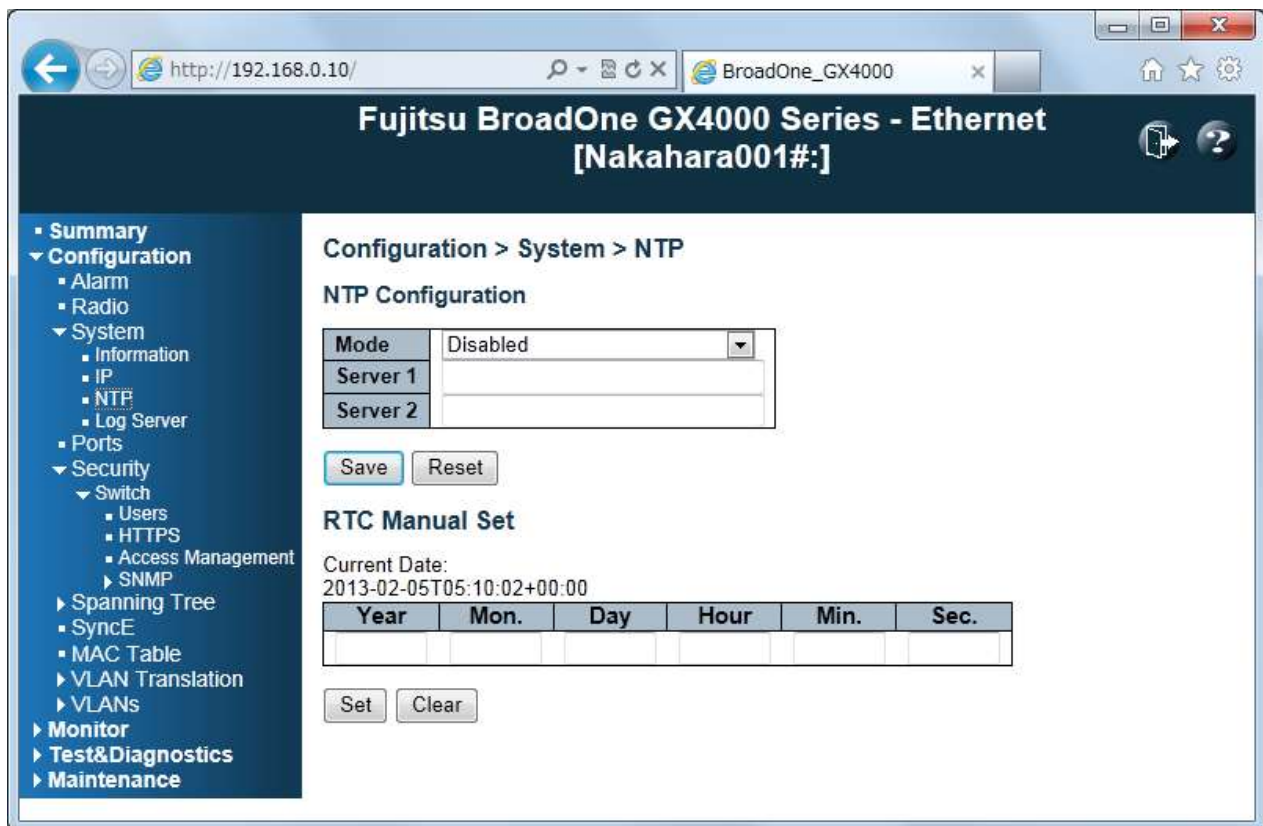 http://192.168.0.10/
BroadOne_GX4000
Fujitsu BroadOne GX4000 Series - Ethernet
[Nakahara001#:]
Summary
Configuration
Alarm
Radio
System
Information
IP
NTP
Log Server
Ports
Security
Switch
Users
HTTPS
Access Management
SNMP
Spanning Tree
SyncE
MAC Table
VLAN Translation
VLANs
Monitor
Test&Diagnostics
Maintenance
Configuration > System > NTP
NTP Configuration
Mode Disabled
Server 1
Server 2
Save Reset
RTC Manual Set
Current Date:
2013-02-05T05:10:02+00:00
Year Mon. Day Hour Min. Sec.
Set Clear